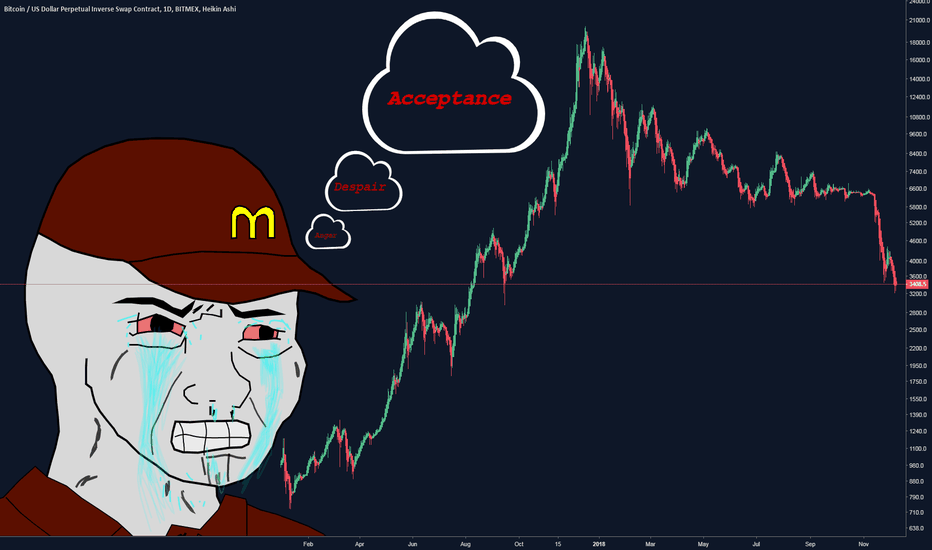 Bitcoin / US Dollar Perpetual Inverse Swap Contract, 1D, BITMEX, Heikin Ashi
Acceptance
Despair
Anger
m
24000.0
21000.0
18000.0
16000.0
14000.0
12400.0
10800.0
9600.0
8400.0
7400.0
6600.0
5800.0
5200.0
4600.0
4000.0
3600.0
3408.5
3200.0
2800.0
2500.0
2200.0
1950.0
1750.0
1550.0
1390.0
1240.0
1100.0
980.0
880.0
790.0
710.0
638.0
Feb
Apr
Jun
Aug
Oct
15
2018
Mar
May
Jul
Sep
Nov